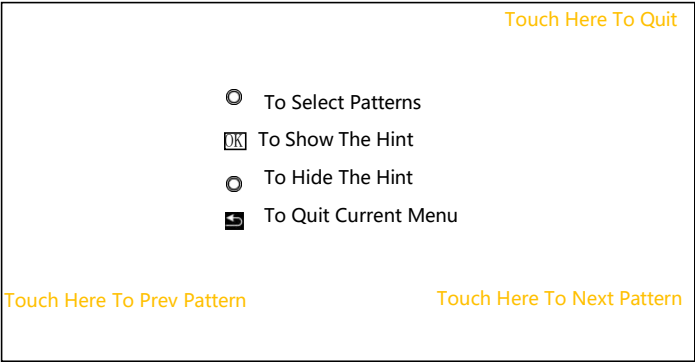 Touch Here To Quit
◎ To Select Patterns
OK To Show The Hint
◎ To Hide The Hint
To Quit Current Menu
Touch Here To Prev Pattern
Touch Here To Next Pattern